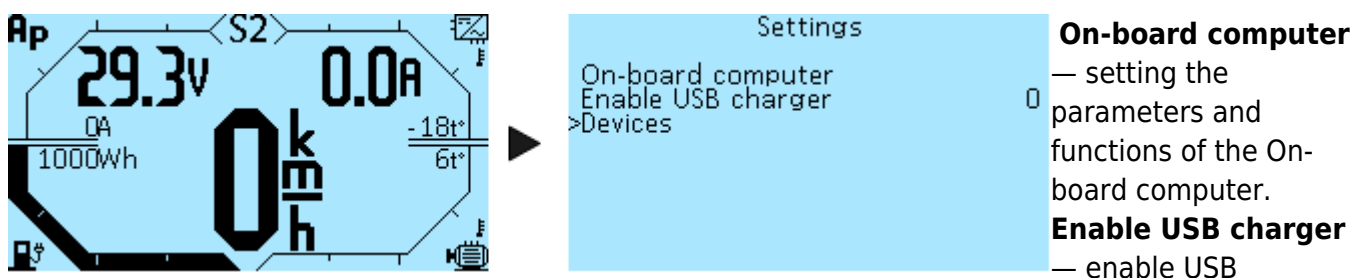 Ap
S2
29.3V
0.0A
0A
1000Wh
0 km/h
-18t°
6t°
Settings
On-board computer
Enable USB charger 0
>Devices
On-board computer
— setting the
parameters and
functions of the On-
board computer.
Enable USB charger
— enable USB